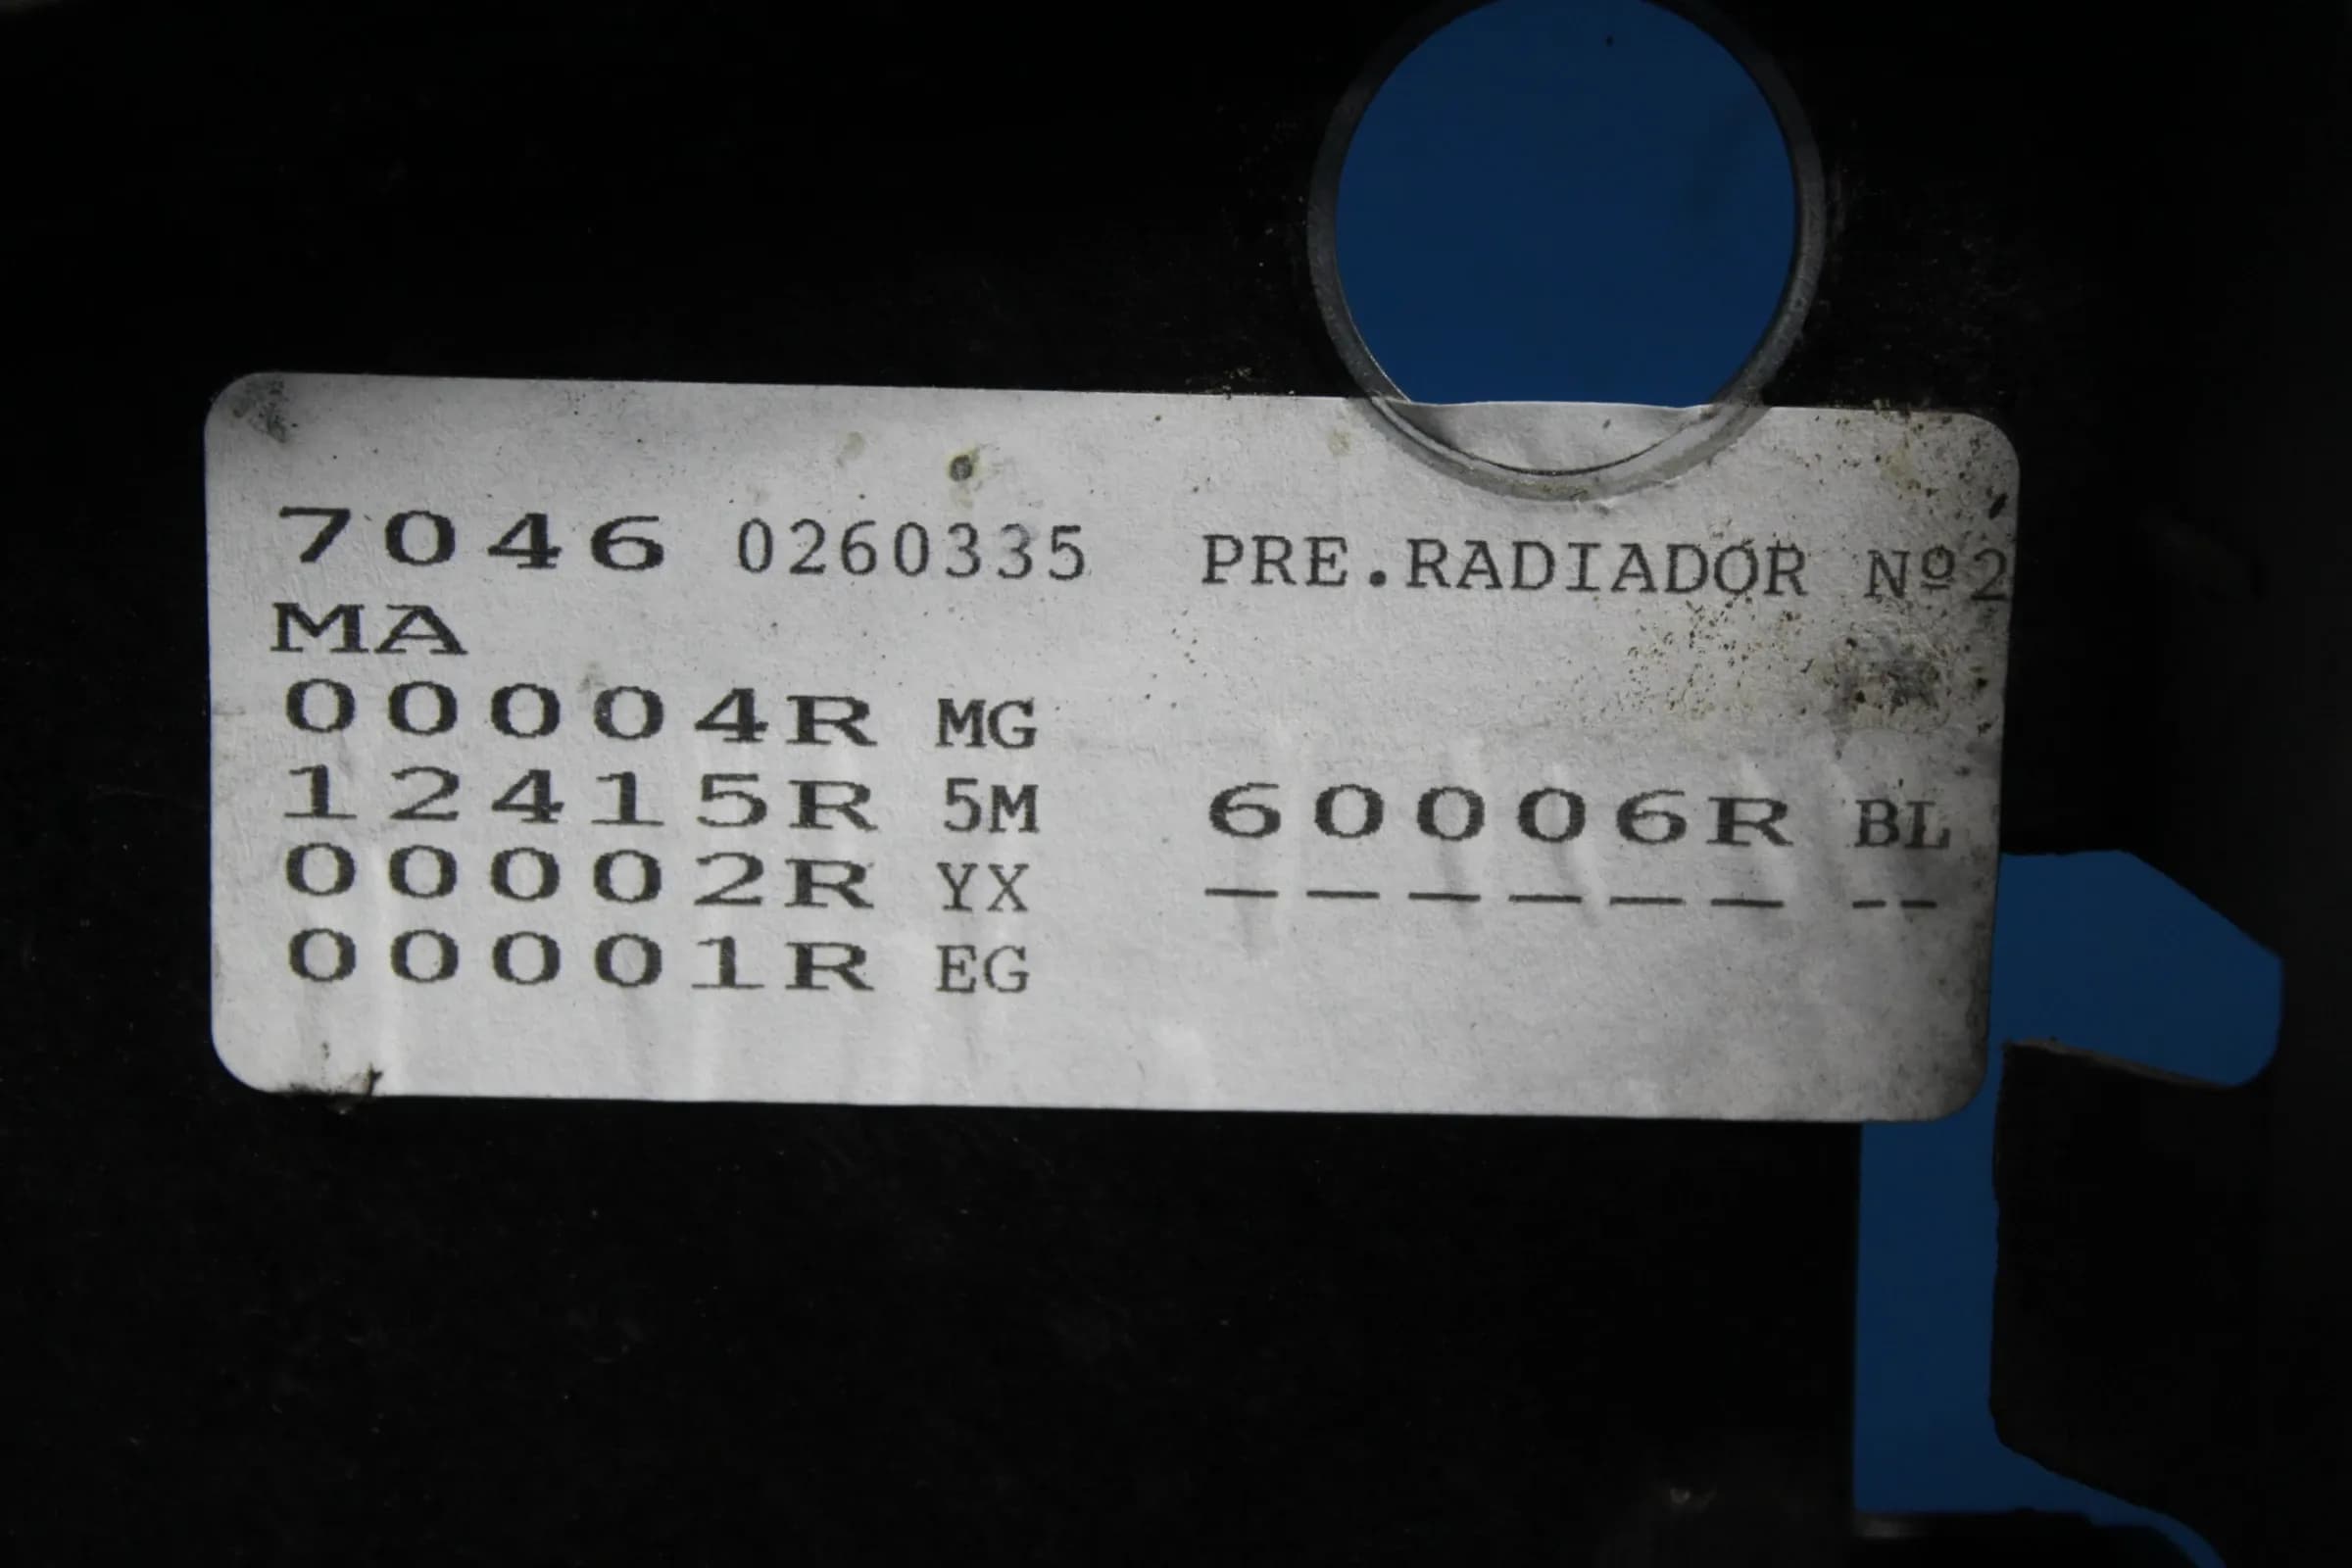 7046 0260335 PRE.RADIADOR Nº2
MA
00004R MG
12415R 5M 60006R BL
00002R YX ------ --
00001R EG